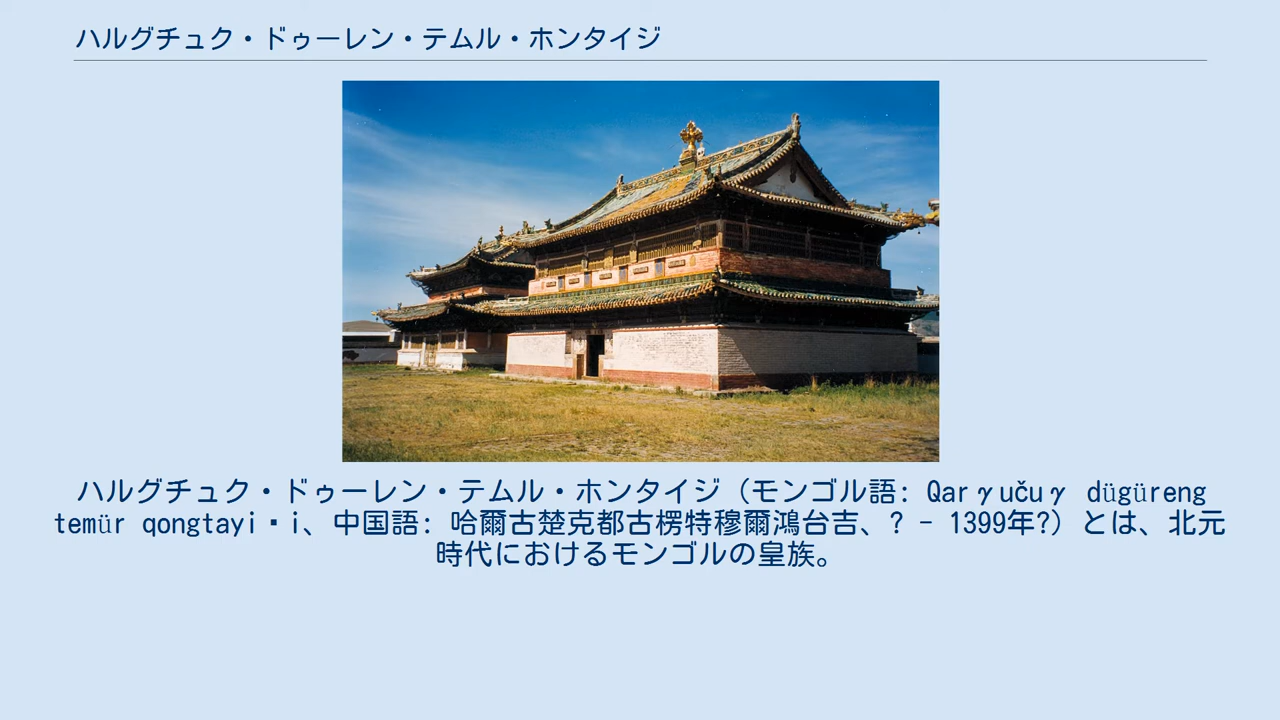 ハルグチュク・ドゥーレン・テムル・ホンタイジ
ハルグチュク・ドゥーレン・テムル・ホンタイジ（モンゴル語: Qarγučuγ dügüreng
temür qongtayi▪i、中国語: 哈爾古楚克都古楞特穆爾鴻台吉、? - 1399年?）とは、北元
時代におけるモンゴルの皇族。